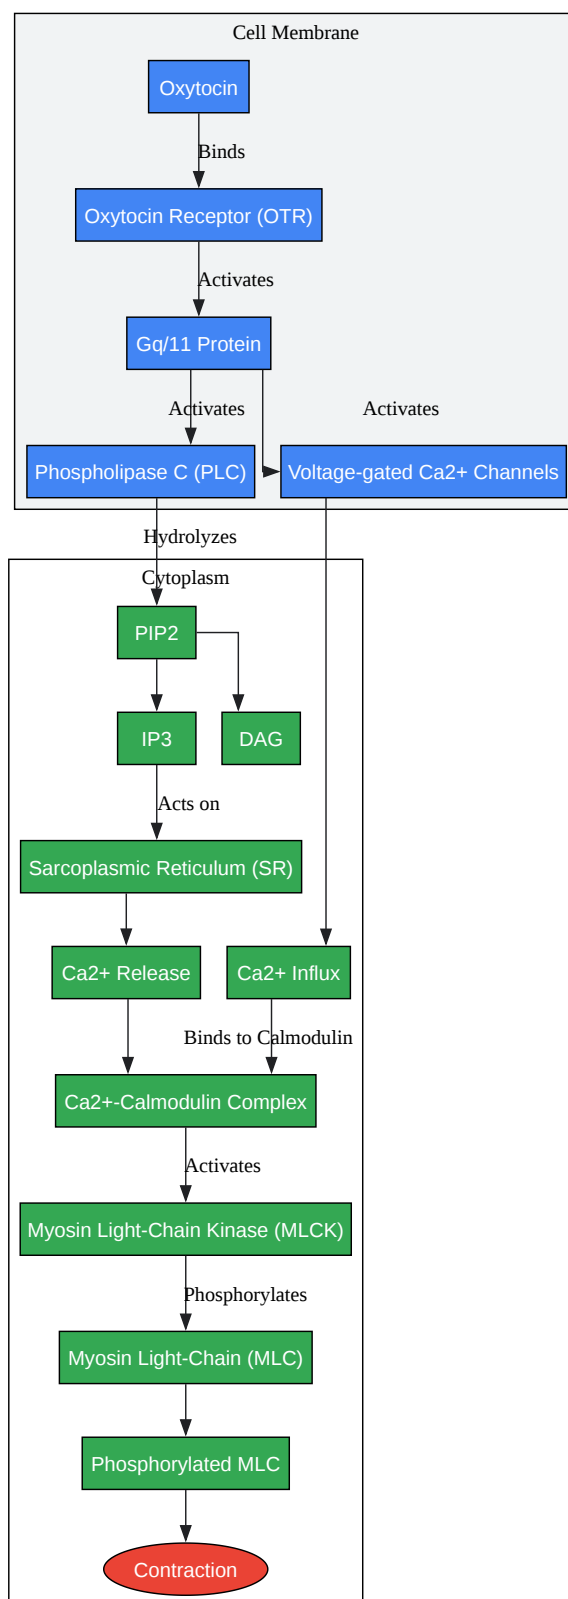 Cell Membrane
Oxytocin
Binds
Oxytocin Receptor (OTR)
Activates
Gq/11 Protein
Activates
Activates
Phospholipase C (PLC)
Voltage-gated Ca2+ Channels
Hydrolyzes
Cytoplasm
PIP2
IP3
DAG
Acts on
Sarcoplasmic Reticulum (SR)
Ca2+ Release
Ca2+ Influx
Binds to Calmodulin
Ca2+-Calmodulin Complex
Activates
Myosin Light-Chain Kinase (MLCK)
Phosphorylates
Myosin Light-Chain (MLC)
Phosphorylated MLC
Contraction